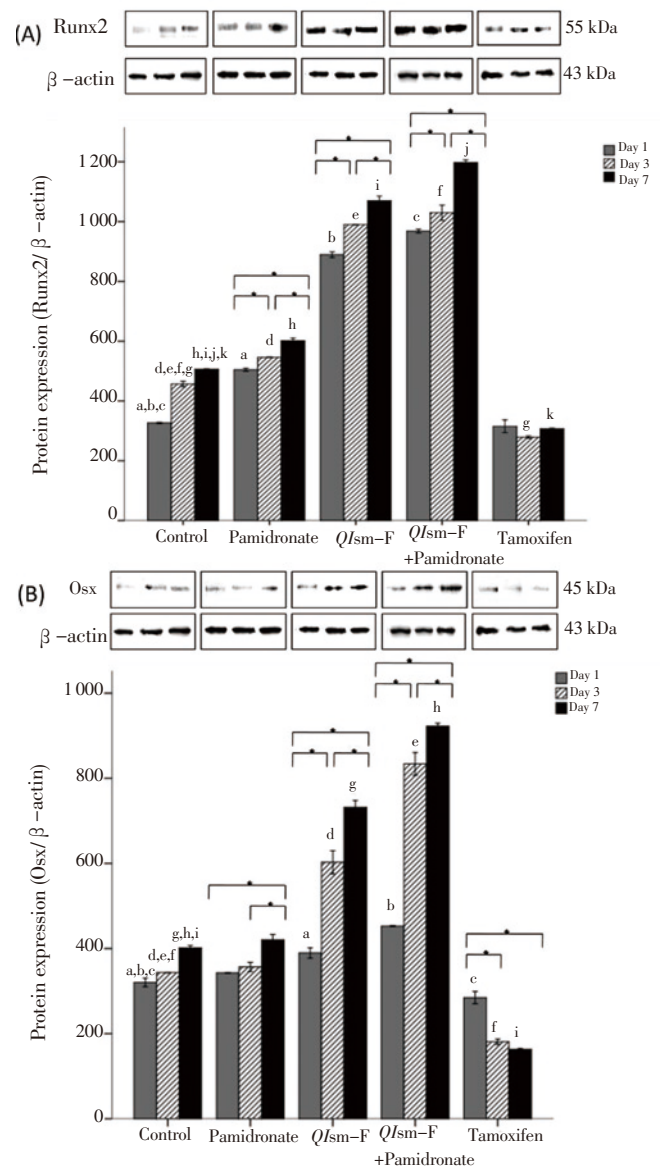 (A) Runx2 55 kDa
β-actin 43 kDa
Day 1
Day 3
Day 7
Protein expression (Runx2/β-actin)
1 200
1 000
800
600
400
200
0
a,b,c
d,e,f,g
h,i,j,k
a
d
h
b
e
i
c
f
j
g
k
* * *
* * *
* * *
Control Pamidronate QIsm-F QIsm-F Tamoxifen
+Pamidronate
(B) Osx 45 kDa
β-actin 43 kDa
Day 1
Day 3
Day 7
Protein expression (Osx/β-actin)
1 000
800
600
400
200
0
a,b,c
d,e,f
g,h,i
a
d
g
b
e
h
c
f
i
* *
* * *
* * *
* *
Control Pamidronate QIsm-F QIsm-F Tamoxifen
+Pamidronate